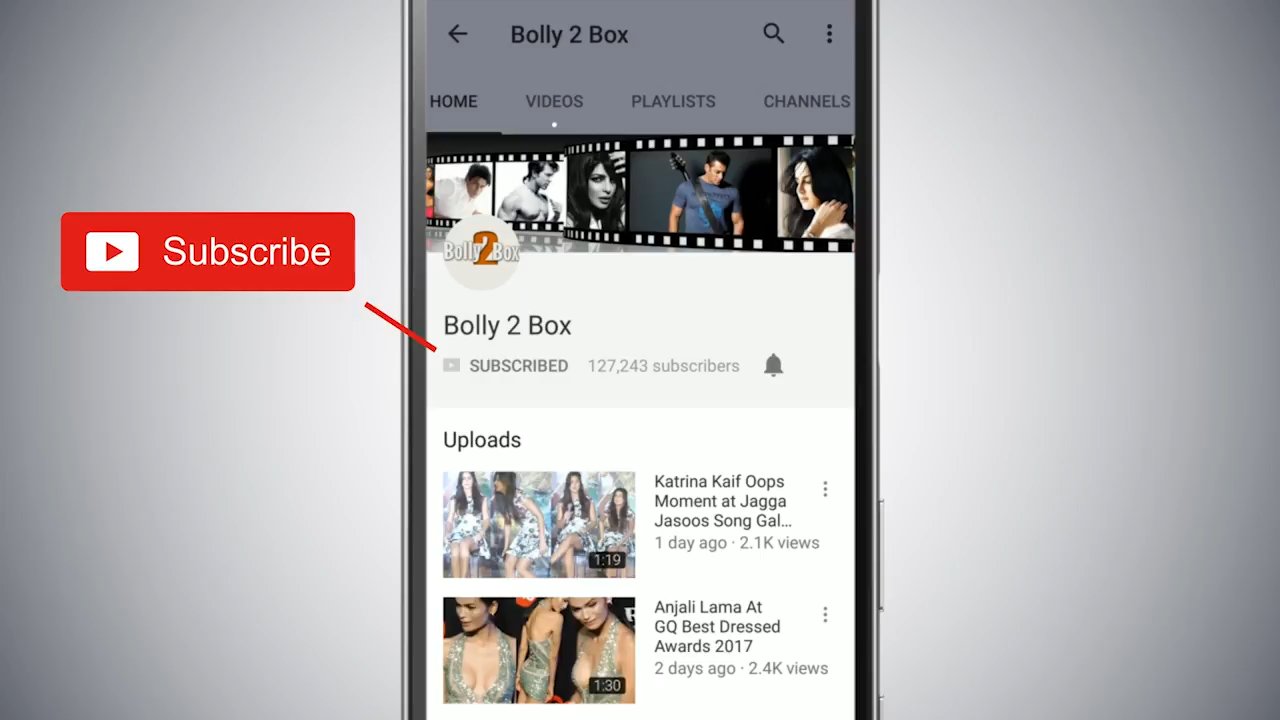 Bolly 2 Box
HOME VIDEOS PLAYLISTS CHANNELS
Bolly 2 Box
Subscribe
Bolly 2 Box
SUBSCRIBED 127,243 subscribers
Uploads
Katrina Kaif Oops
Moment at Jagga
Jasoos Song Gal...
1 day ago · 2.1K views
1:19
Anjali Lama At
GQ Best Dressed
Awards 2017
2 days ago · 2.4K views
1:30